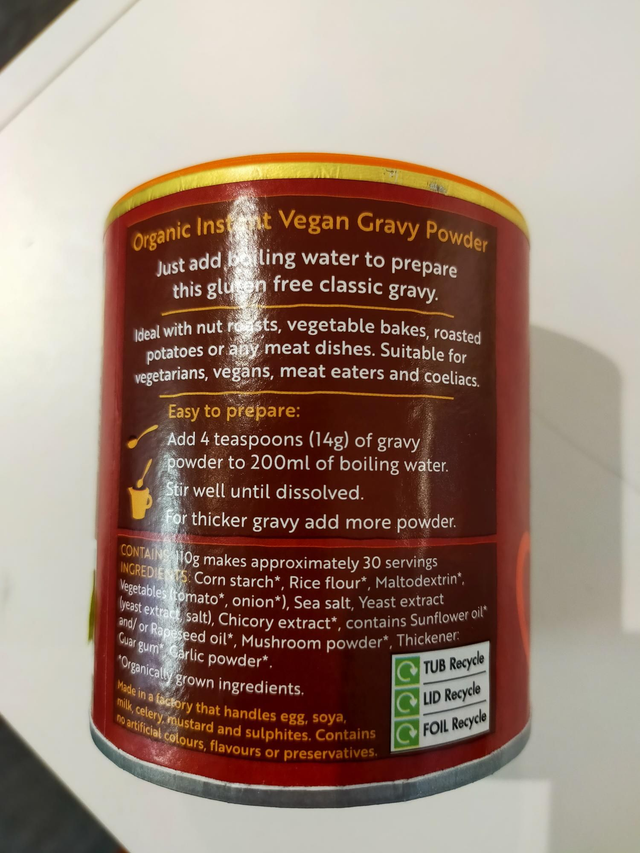 Organic Instant Vegan Gravy Powder
Just add boiling water to prepare
this gluten free classic gravy.
Ideal with nut roasts, vegetable bakes, roasted
potatoes or any meat dishes. Suitable for
vegetarians, vegans, meat eaters and coeliacs.
Easy to prepare:
Add 4 teaspoons (14g) of gravy
powder to 200ml of boiling water.
Stir well until dissolved.
For thicker gravy add more powder.
CONTAINS: 110g makes approximately 30 servings
INGREDIENTS: Corn starch*, Rice flour*, Maltodextrin*,
Vegetables (tomato*, onion*), Sea salt, Yeast extract
(yeast extract, salt), Chicory extract*, contains Sunflower oil*
and/ or Rapeseed oil*, Mushroom powder*, Thickener:
Guar gum*, Garlic powder*.
*Organically grown ingredients.
Made in a factory that handles egg, soya,
milk, celery, mustard and sulphites. Contains
no artificial colours, flavours or preservatives.
TUB Recycle
LID Recycle
FOIL Recycle